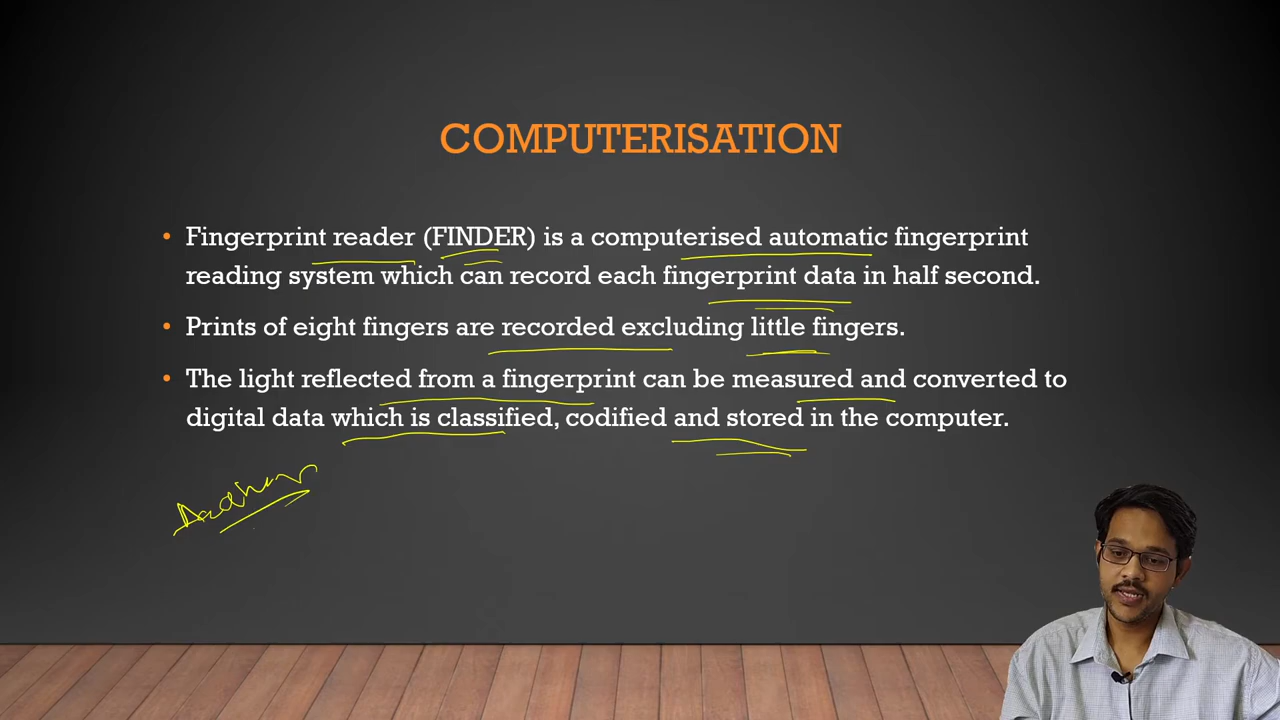 COMPUTERISATION
• Fingerprint reader (FINDER) is a computerised automatic fingerprint
reading system which can record each fingerprint data in half second.
• Prints of eight fingers are recorded excluding little fingers.
• The light reflected from a fingerprint can be measured and converted to
digital data which is classified, codified and stored in the computer.
Aadhar